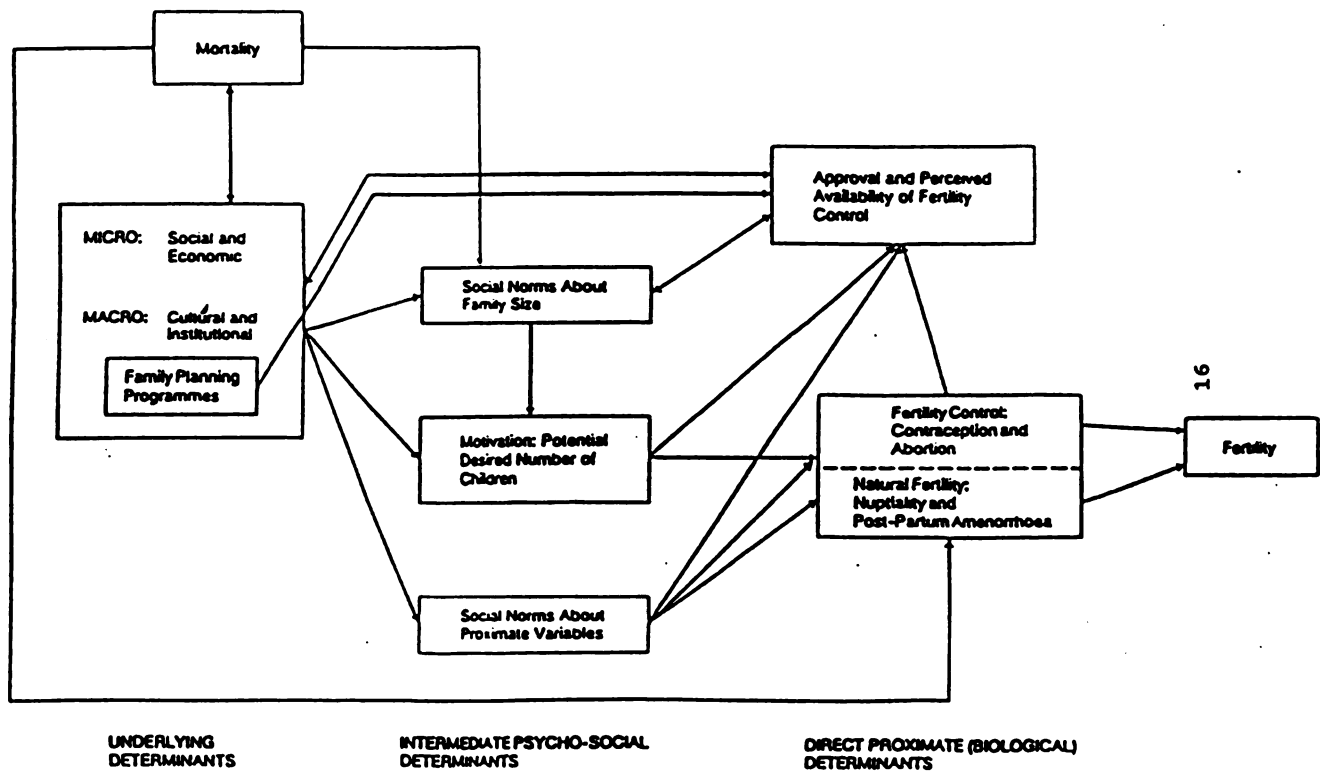 Mortality
MICRO: Social and
Economic
MACRO: Cultural and
Institutional
Family Planning
Programmes
Social Norms About
Family Size
Motivation: Potential
Desired Number of
Children
Social Norms About
Proximate Variables
Approval and Perceived
Availability of Fertility
Control
Fertility Control:
Contraception and
Abortion
Natural Fertility:
Nuptiality and
Post-Partum Amenorrhoea
Fertility
16
UNDERLYING
DETERMINANTS
INTERMEDIATE PSYCHO-SOCIAL
DETERMINANTS
DIRECT PROXIMATE (BIOLOGICAL)
DETERMINANTS